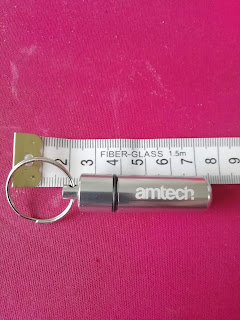 FIBER-GLASS 1.5m
2 3 4 5 6 7 8 9
amtech